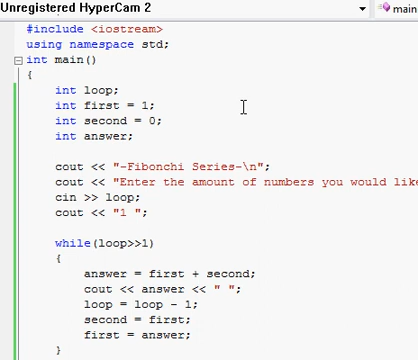 Unregistered HyperCam 2
main
#include <iostream>
using namespace std;
int main()
{
int loop;
int first = 1;
int second = 0;
int answer;
cout << "-Fibonchi Series-\n";
cout << "Enter the amount of numbers you would like
cin >> loop;
cout << "1 ";
while(loop>>1)
{
answer = first + second;
cout << answer << " ";
loop = loop - 1;
second = first;
first = answer;
}